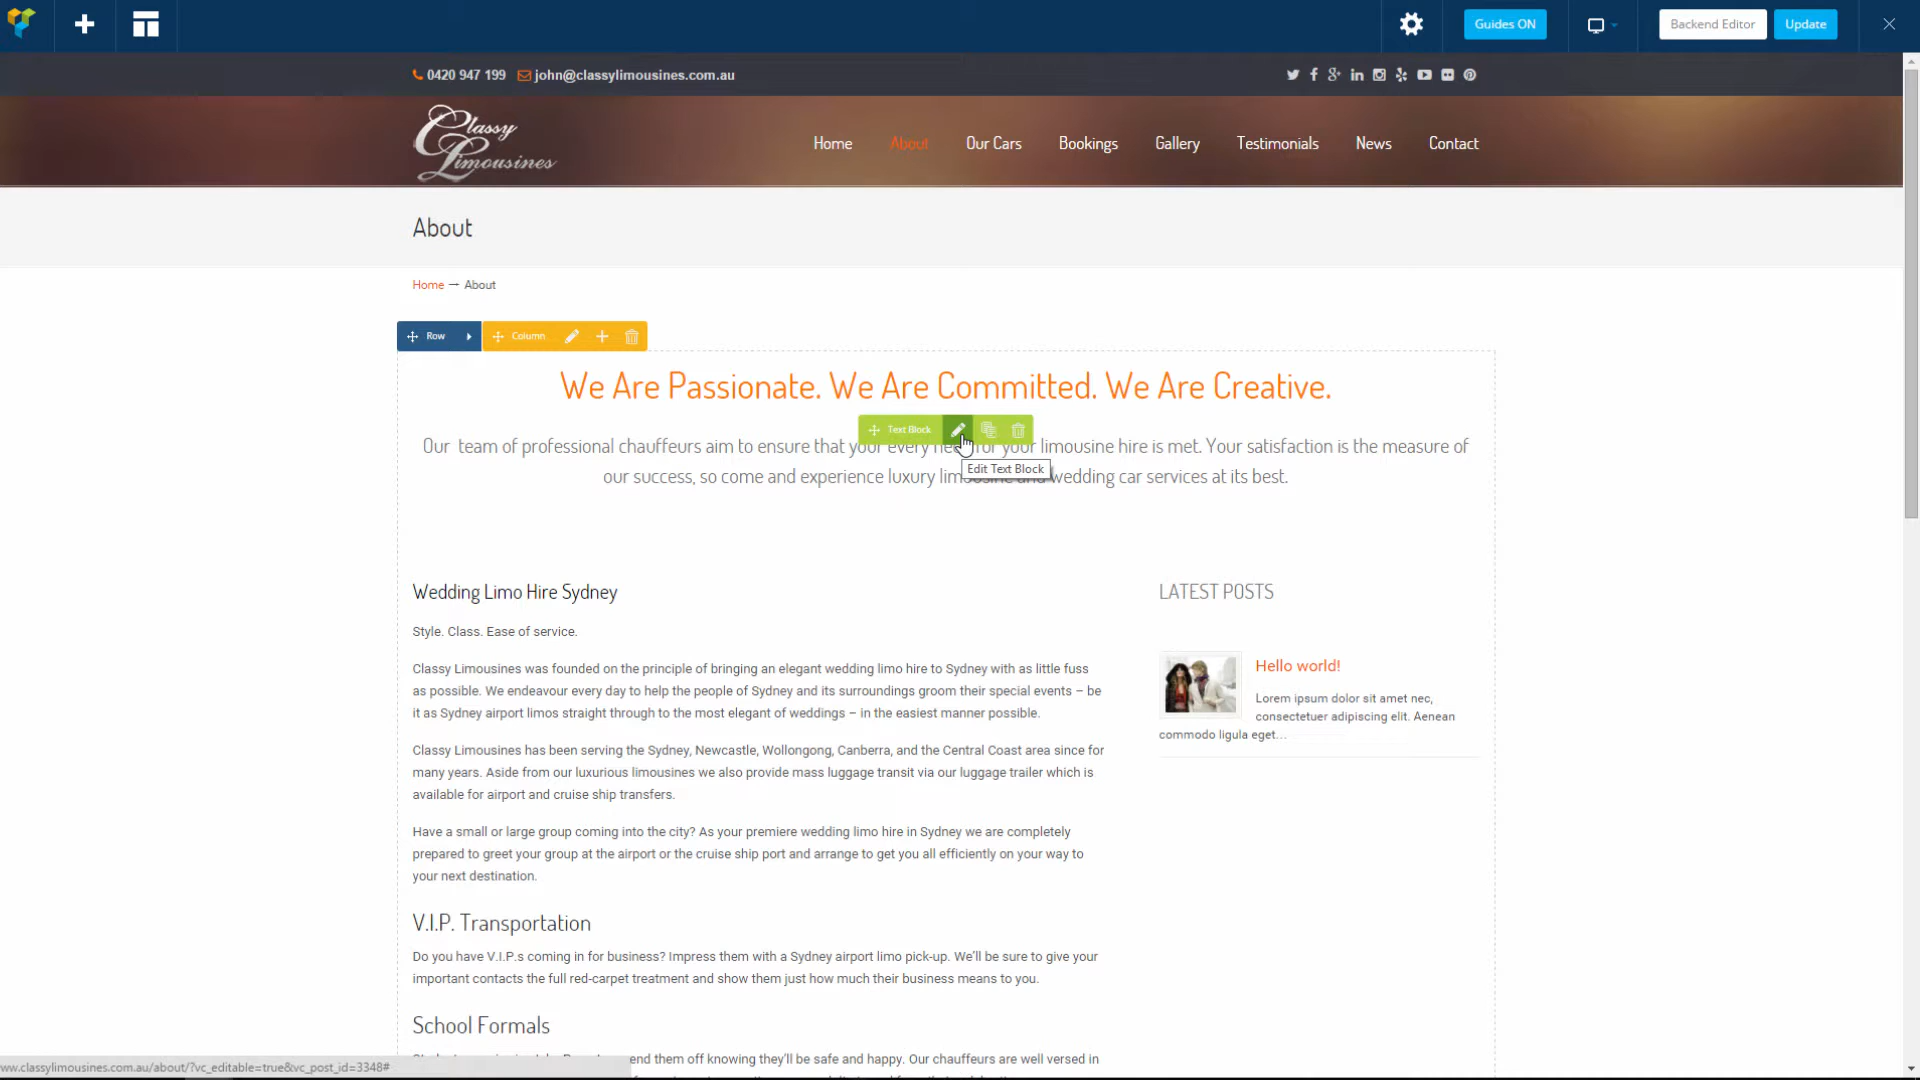 Guides ON
Backend Editor
Update
0420 947 199 john@classylimousines.com.au
Classy
Limousines
Home About Our Cars Bookings Gallery Testimonials News Contact
About
Home → About
Row Column
We Are Passionate. We Are Committed. We Are Creative.
Text Block
Our team of professional chauffeurs aim to ensure that your every need for your limousine hire is met. Your satisfaction is the measure of
Edit Text Block
our success, so come and experience luxury limousine and wedding car services at its best.
Wedding Limo Hire Sydney
Style. Class. Ease of service.
Classy Limousines was founded on the principle of bringing an elegant wedding limo hire to Sydney with as little fuss
as possible. We endeavour every day to help the people of Sydney and its surroundings groom their special events – be
it as Sydney airport limos straight through to the most elegant of weddings – in the easiest manner possible.
Classy Limousines has been serving the Sydney, Newcastle, Wollongong, Canberra, and the Central Coast area since for
many years. Aside from our luxurious limousines we also provide mass luggage transit via our luggage trailer which is
available for airport and cruise ship transfers.
Have a small or large group coming into the city? As your premiere wedding limo hire in Sydney we are completely
prepared to greet your group at the airport or the cruise ship port and arrange to get you all efficiently on your way to
your next destination.
V.I.P. Transportation
Do you have V.I.P.s coming in for business? Impress them with a Sydney airport limo pick-up. We'll be sure to give your
important contacts the full red-carpet treatment and show them just how much their business means to you.
School Formals
end them off knowing they'll be safe and happy. Our chauffeurs are well versed in
LATEST POSTS
Hello world!
Lorem ipsum dolor sit amet nec,
consectetuer adipiscing elit. Aenean
commodo ligula eget...
www.classylimousines.com.au/about/?vc_editable=true&vc_post_id=3348#